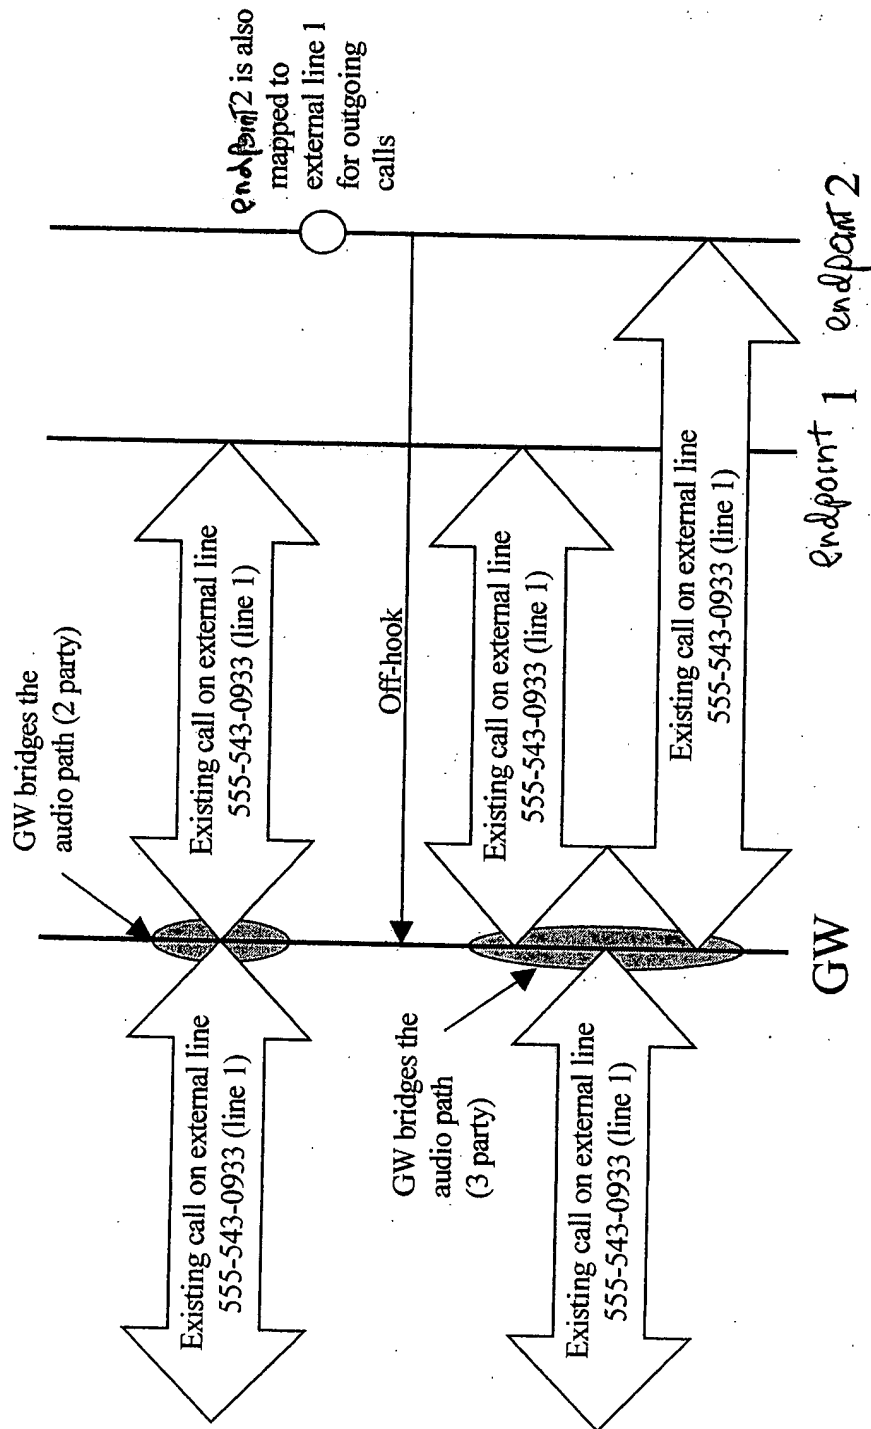 endpoint 2 is also
mapped to
external line 1
for outgoing
calls
GW bridges the
audio path (2 party)
Existing call on external line
555-543-0933 (line 1)
Existing call on external line
555-543-0933 (line 1)
Off-hook
GW bridges the
audio path
(3 party)
Existing call on external line
555-543-0933 (line 1)
Existing call on external line
555-543-0933 (line 1)
Existing call on external line
555-543-0933 (line 1)
GW
endpoint 1
endpoint 2